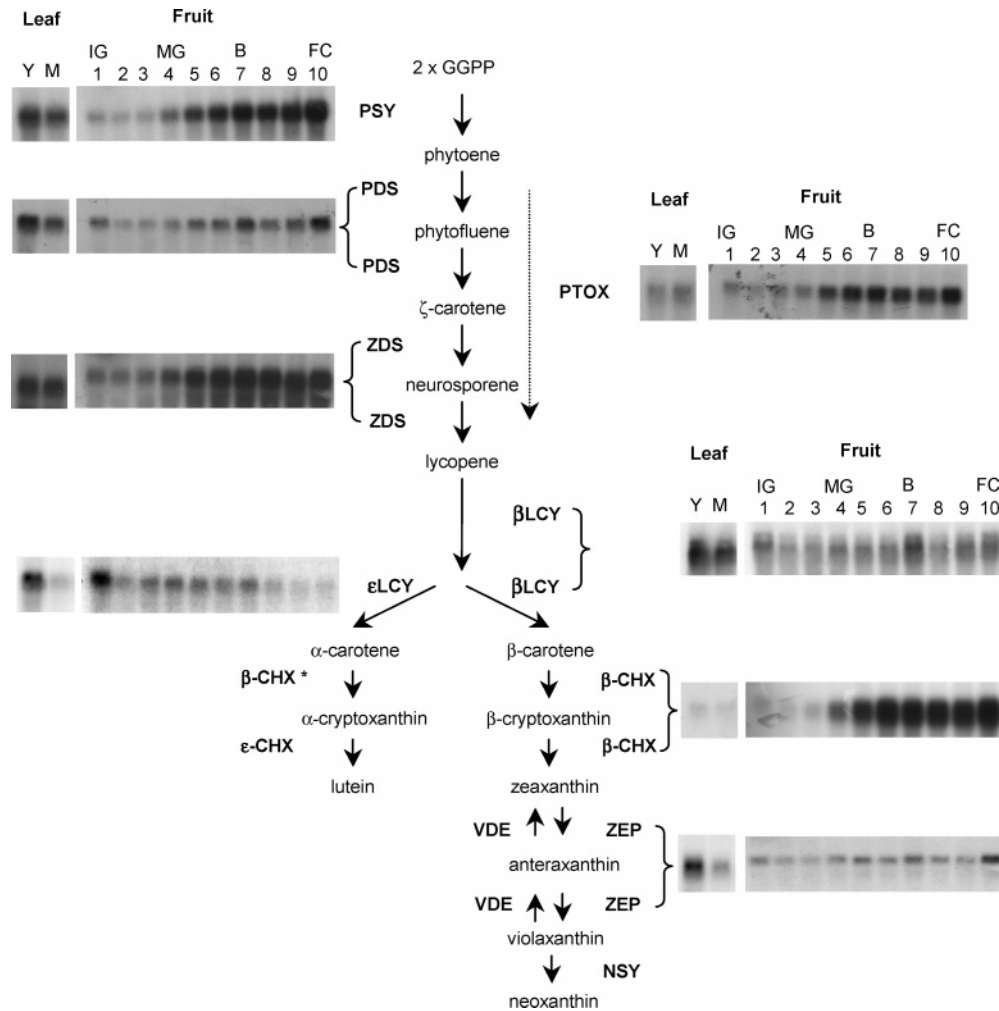 Leaf Fruit
IG MG B FC
Y M 1 2 3 4 5 6 7 8 9 10
2 x GGPP
PSY
phytoene
PDS
phytofluene
PDS
ζ-carotene
ZDS
neurosporene
ZDS
lycopene
Leaf Fruit
IG MG B FC
Y M 1 2 3 4 5 6 7 8 9 10
PTOX
Leaf Fruit
IG MG B FC
Y M 1 2 3 4 5 6 7 8 9 10
βLCY
εLCY βLCY
α-carotene β-carotene
β-CHX * β-CHX
α-cryptoxanthin β-cryptoxanthin
ε-CHX β-CHX
lutein zeaxanthin
VDE ZEP
anteraxanthin
VDE ZEP
violaxanthin
NSY
neoxanthin